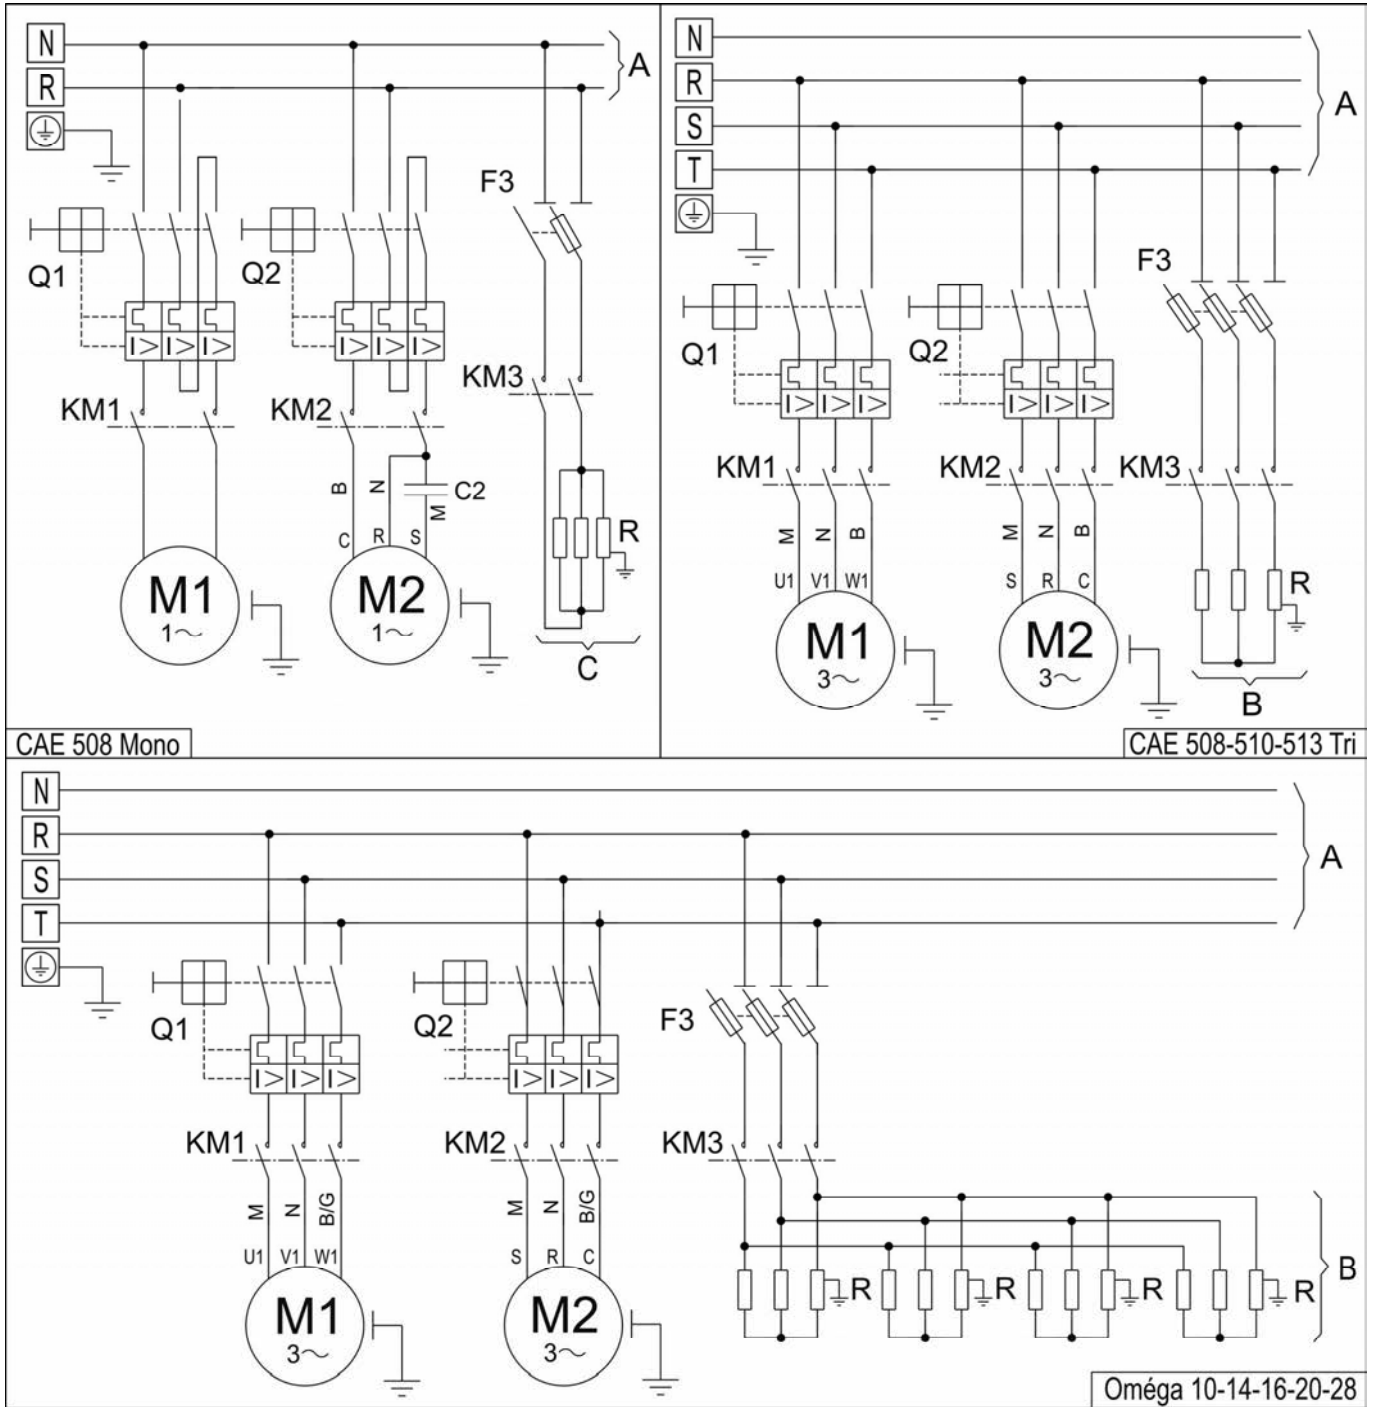 N
R
A
F3
Q1
Q2
KM3
KM1
KM2
I> I> I>
I> I> I>
B N C2
M
C R S
R
M1
1~
M2
1~
C
CAE 508 Mono
N
R
S
T
A
F3
Q1
Q2
I> I> I>
I> I> I>
KM1
KM2
KM3
M N B
M N B
U1 V1 W1
S R C
R
M1
3~
M2
3~
B
CAE 508-510-513 Tri
N
R
S
T
A
Q1
Q2
F3
I> I> I>
I> I> I>
KM1
KM2
KM3
M N B/G
M N B/G
U1 V1 W1
S R C
R R R R
B
M1
3~
M2
3~
Oméga 10-14-16-20-28